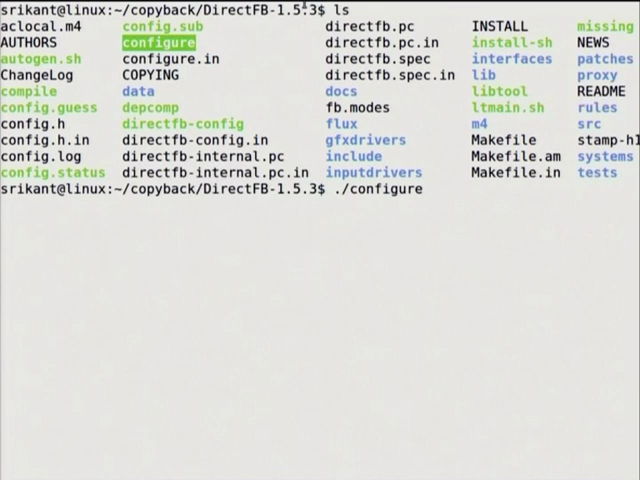 srikant@linux:~/copyback/DirectFB-1.5.3$ ls
aclocal.m4 config.sub directfb.pc INSTALL missing
AUTHORS configure directfb.pc.in install-sh NEWS
autogen.sh configure.in directfb.spec interfaces patches
ChangeLog COPYING directfb.spec.in lib proxy
compile data docs libtool README
config.guess depcomp fb.modes ltmain.sh rules
config.h directfb-config flux m4 src
config.h.in directfb-config.in gfxdrivers Makefile stamp-h1
config.log directfb-internal.pc include Makefile.am systems
config.status directfb-internal.pc.in inputdrivers Makefile.in tests
srikant@linux:~/copyback/DirectFB-1.5.3$ ./configure